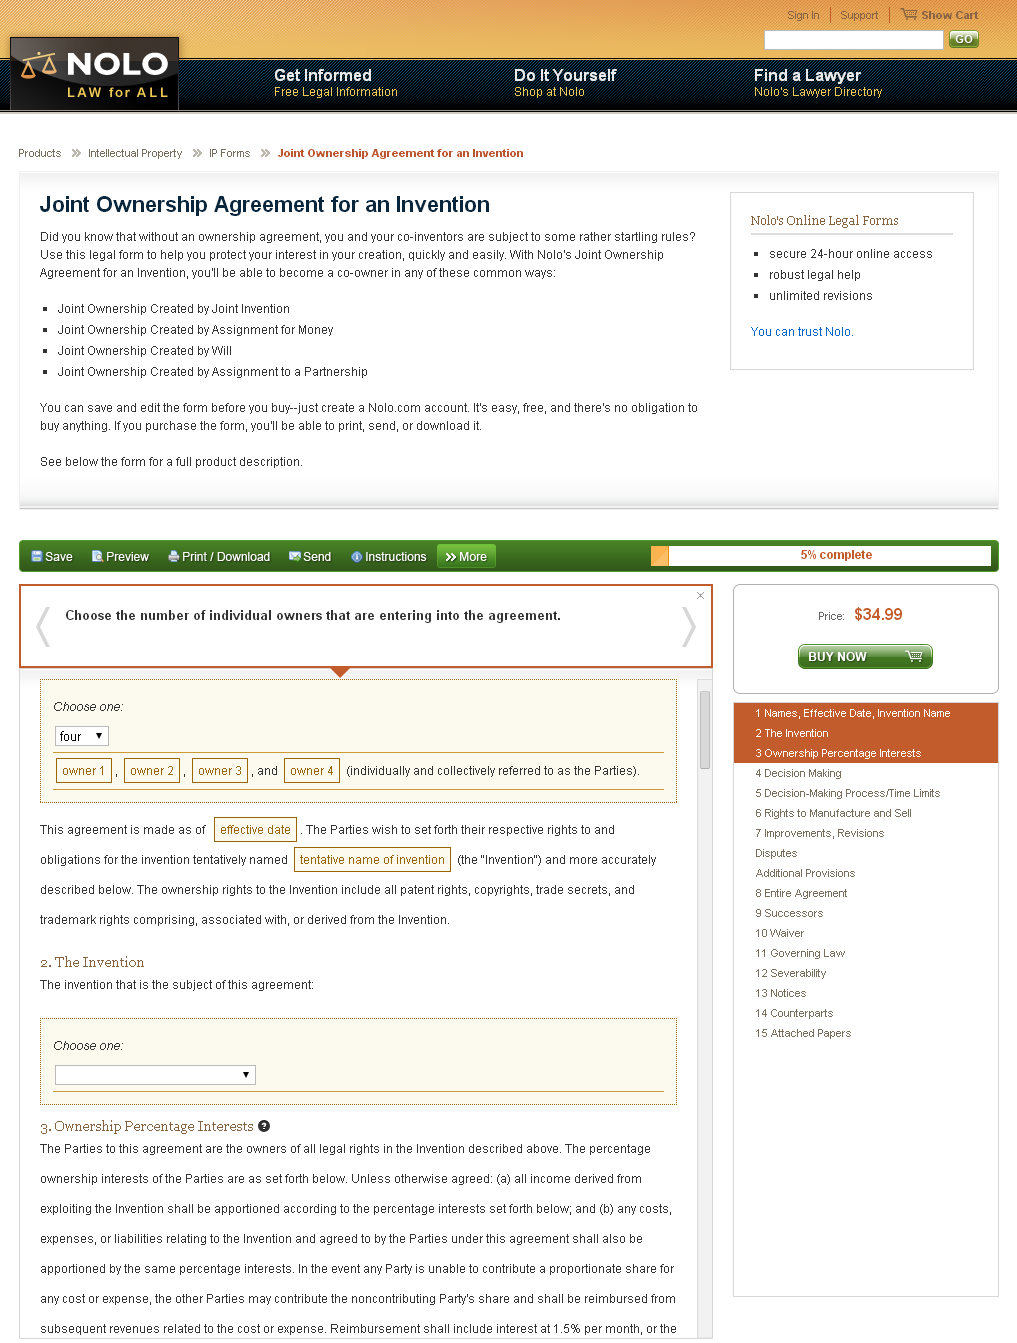 Sign In
Support
Show Cart
GO
NOLO
LAW for ALL
Get Informed
Free Legal Information
Do It Yourself
Shop at Nolo
Find a Lawyer
Nolo's Lawyer Directory
Products » Intellectual Property » IP Forms » Joint Ownership Agreement for an Invention
Joint Ownership Agreement for an Invention
Did you know that without an ownership agreement, you and your co-inventors are subject to some rather startling rules?
Use this legal form to help you protect your interest in your creation, quickly and easily. With Nolo's Joint Ownership
Agreement for an Invention, you'll be able to become a co-owner in any of these common ways:
Joint Ownership Created by Joint Invention
Joint Ownership Created by Assignment for Money
Joint Ownership Created by Will
Joint Ownership Created by Assignment to a Partnership
You can save and edit the form before you buy--just create a Nolo.com account. It's easy, free, and there's no obligation to
buy anything. If you purchase the form, you'll be able to print, send, or download it.
See below the form for a full product description.
Nolo's Online Legal Forms
secure 24-hour online access
robust legal help
unlimited revisions
You can trust Nolo.
Save
Preview
Print / Download
Send
Instructions
More
5% complete
Choose the number of individual owners that are entering into the agreement.
Choose one:
four
owner 1 , owner 2 , owner 3 , and owner 4 (individually and collectively referred to as the Parties).
This agreement is made as of effective date . The Parties wish to set forth their respective rights to and
obligations for the invention tentatively named tentative name of invention (the "Invention") and more accurately
described below. The ownership rights to the Invention include all patent rights, copyrights, trade secrets, and
trademark rights comprising, associated with, or derived from the Invention.
2. The Invention
The invention that is the subject of this agreement:
Choose one:
3. Ownership Percentage Interests ?
The Parties to this agreement are the owners of all legal rights in the Invention described above. The percentage
ownership interests of the Parties are as set forth below. Unless otherwise agreed: (a) all income derived from
exploiting the Invention shall be apportioned according to the percentage interests set forth below; and (b) any costs,
expenses, or liabilities relating to the Invention and agreed to by the Parties under this agreement shall also be
apportioned by the same percentage interests. In the event any Party is unable to contribute a proportionate share for
any cost or expense, the other Parties may contribute the noncontributing Party's share and shall be reimbursed from
subsequent revenues related to the cost or expense. Reimbursement shall include interest at 1.5% per month, or the
Price: $34.99
BUY NOW
1 Names, Effective Date, Invention Name
2 The Invention
3 Ownership Percentage Interests
4 Decision Making
5 Decision-Making Process/Time Limits
6 Rights to Manufacture and Sell
7 Improvements, Revisions
Disputes
Additional Provisions
8 Entire Agreement
9 Successors
10 Waiver
11 Governing Law
12 Severability
13 Notices
14 Counterparts
15 Attached Papers